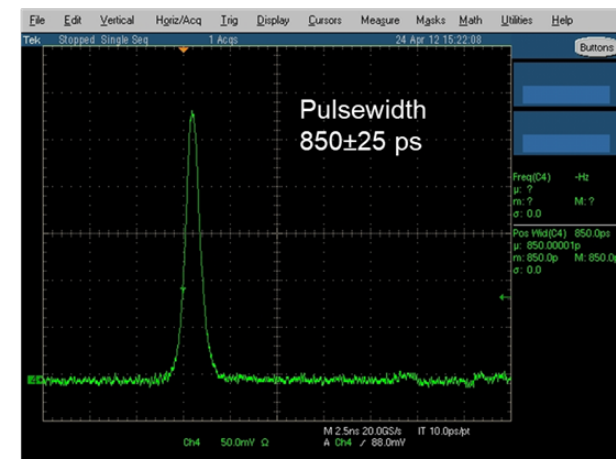 File Edit Vertical Horiz/Acq Trig Display Cursors Measure Masks Math Utilities Help
Tek Stopped Single Seq 1 Acqs 24 Apr 12 15:22:08
Buttons
Pulsewidth
850±25 ps
Freq(C4) -Hz
µ: ?
m: ? M: ?
σ: 0.0
Pos Wid(C4) 850.0ps
µ: 850.00001p
m: 850.0p M: 850.0p
σ: 0.0
M 2.5ns 20.0GS/s IT 10.0ps/pt
Ch4 50.0mV Ω A Ch4 / 88.0mV